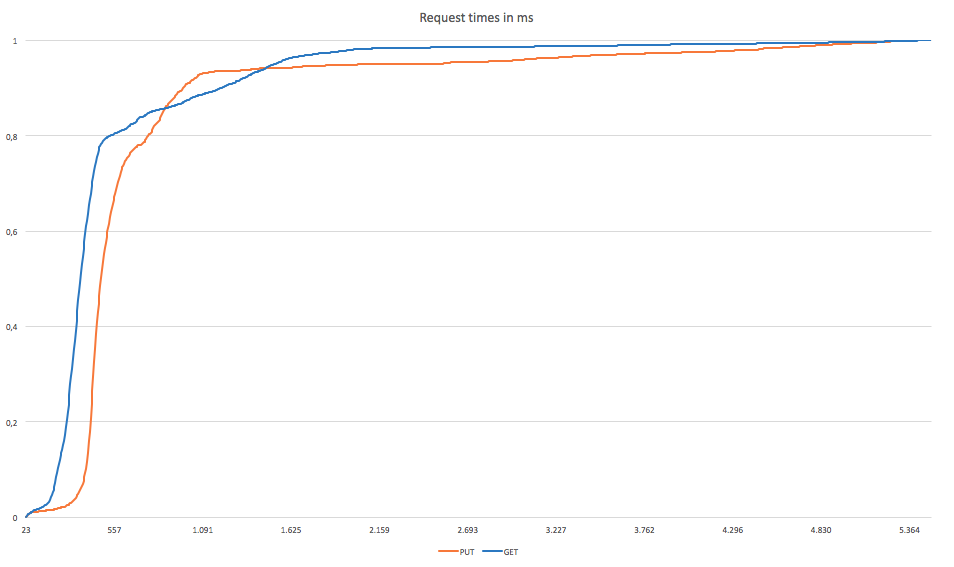 Request times in ms
1
0,8
0,6
0,4
0,2
0
23 557 1.091 1.625 2.159 2.693 3.227 3.762 4.296 4.830 5.364
PUT GET